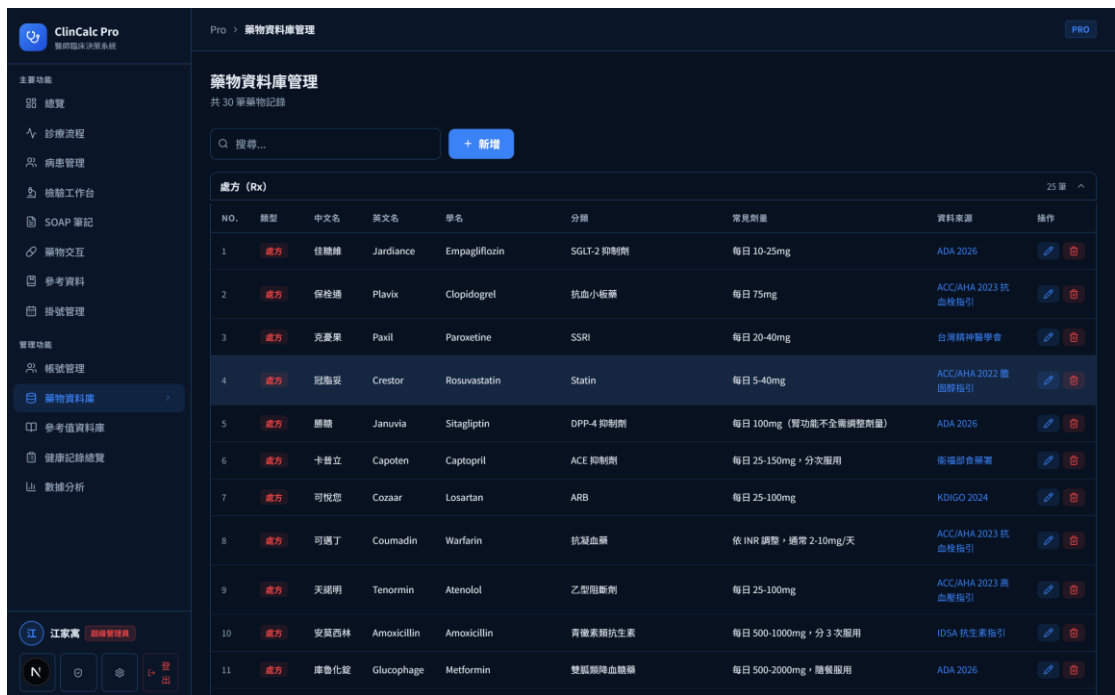 ClinCalc Pro
醫師臨床決策系統
Pro > 藥物資料庫管理
PRO
主要功能
總覽
診療流程
病患管理
檢驗工作台
SOAP 筆記
藥物交互
參考資料
掛號管理
管理功能
帳號管理
藥物資料庫
參考值資料庫
健康記錄總覽
數據分析
江
江家寯 超級管理員
N
登出
藥物資料庫管理
共 30 筆藥物記錄
搜尋...
+ 新增
處方（Rx） 25 筆
NO. 類型 中文名 英文名 學名 分類 常見劑量 資料來源 操作
1 處方 佳糖維 Jardiance Empagliflozin SGLT-2 抑制劑 每日 10-25mg ADA 2026
2 處方 保栓通 Plavix Clopidogrel 抗血小板藥 每日 75mg ACC/AHA 2023 抗血栓指引
3 處方 克憂果 Paxil Paroxetine SSRI 每日 20-40mg 台灣精神醫學會
4 處方 冠脂妥 Crestor Rosuvastatin Statin 每日 5-40mg ACC/AHA 2022 膽固醇指引
5 處方 勝糖 Januvia Sitagliptin DPP-4 抑制劑 每日 100mg（腎功能不全需調整劑量） ADA 2026
6 處方 卡普立 Capoten Captopril ACE 抑制劑 每日 25-150mg，分次服用 衛福部食藥署
7 處方 可悅您 Cozaar Losartan ARB 每日 25-100mg KDIGO 2024
8 處方 可邁丁 Coumadin Warfarin 抗凝血藥 依 INR 調整，通常 2-10mg/天 ACC/AHA 2023 抗血栓指引
9 處方 天諾明 Tenormin Atenolol 乙型阻斷劑 每日 25-100mg ACC/AHA 2023 高血壓指引
10 處方 安莫西林 Amoxicillin Amoxicillin 青黴素類抗生素 每日 500-1000mg，分 3 次服用 IDSA 抗生素指引
11 處方 庫魯化錠 Glucophage Metformin 雙胍類降血糖藥 每日 500-2000mg，隨餐服用 ADA 2026